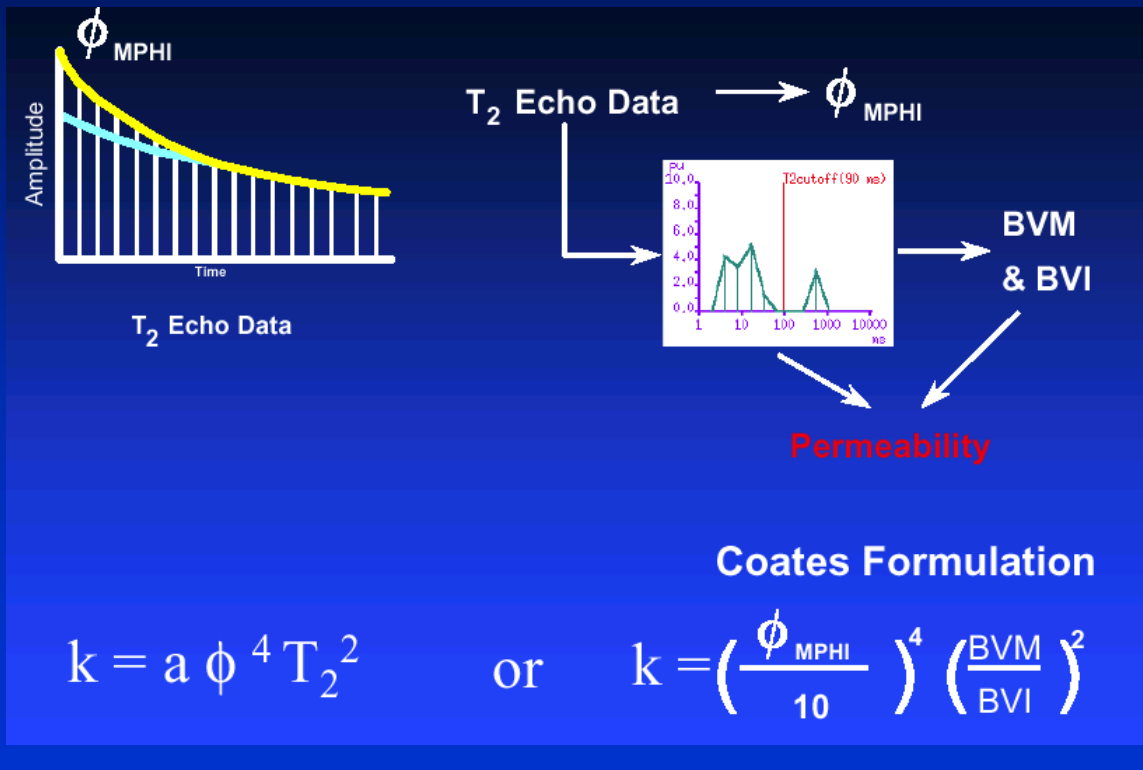 ϕ MPHI
Amplitude
Time
T2 Echo Data
T2 Echo Data
ϕ MPHI
PU
10.0
8.0
6.0
4.0
2.0
0.0
T2cutoff(90 ms)
1 10 100 1000 10000
ms
BVM
& BVI
Permeability
Coates Formulation
k = a ϕ 4 T2 2
or
k = ( ϕ MPHI / 10 ) 4 ( BVM / BVI ) 2